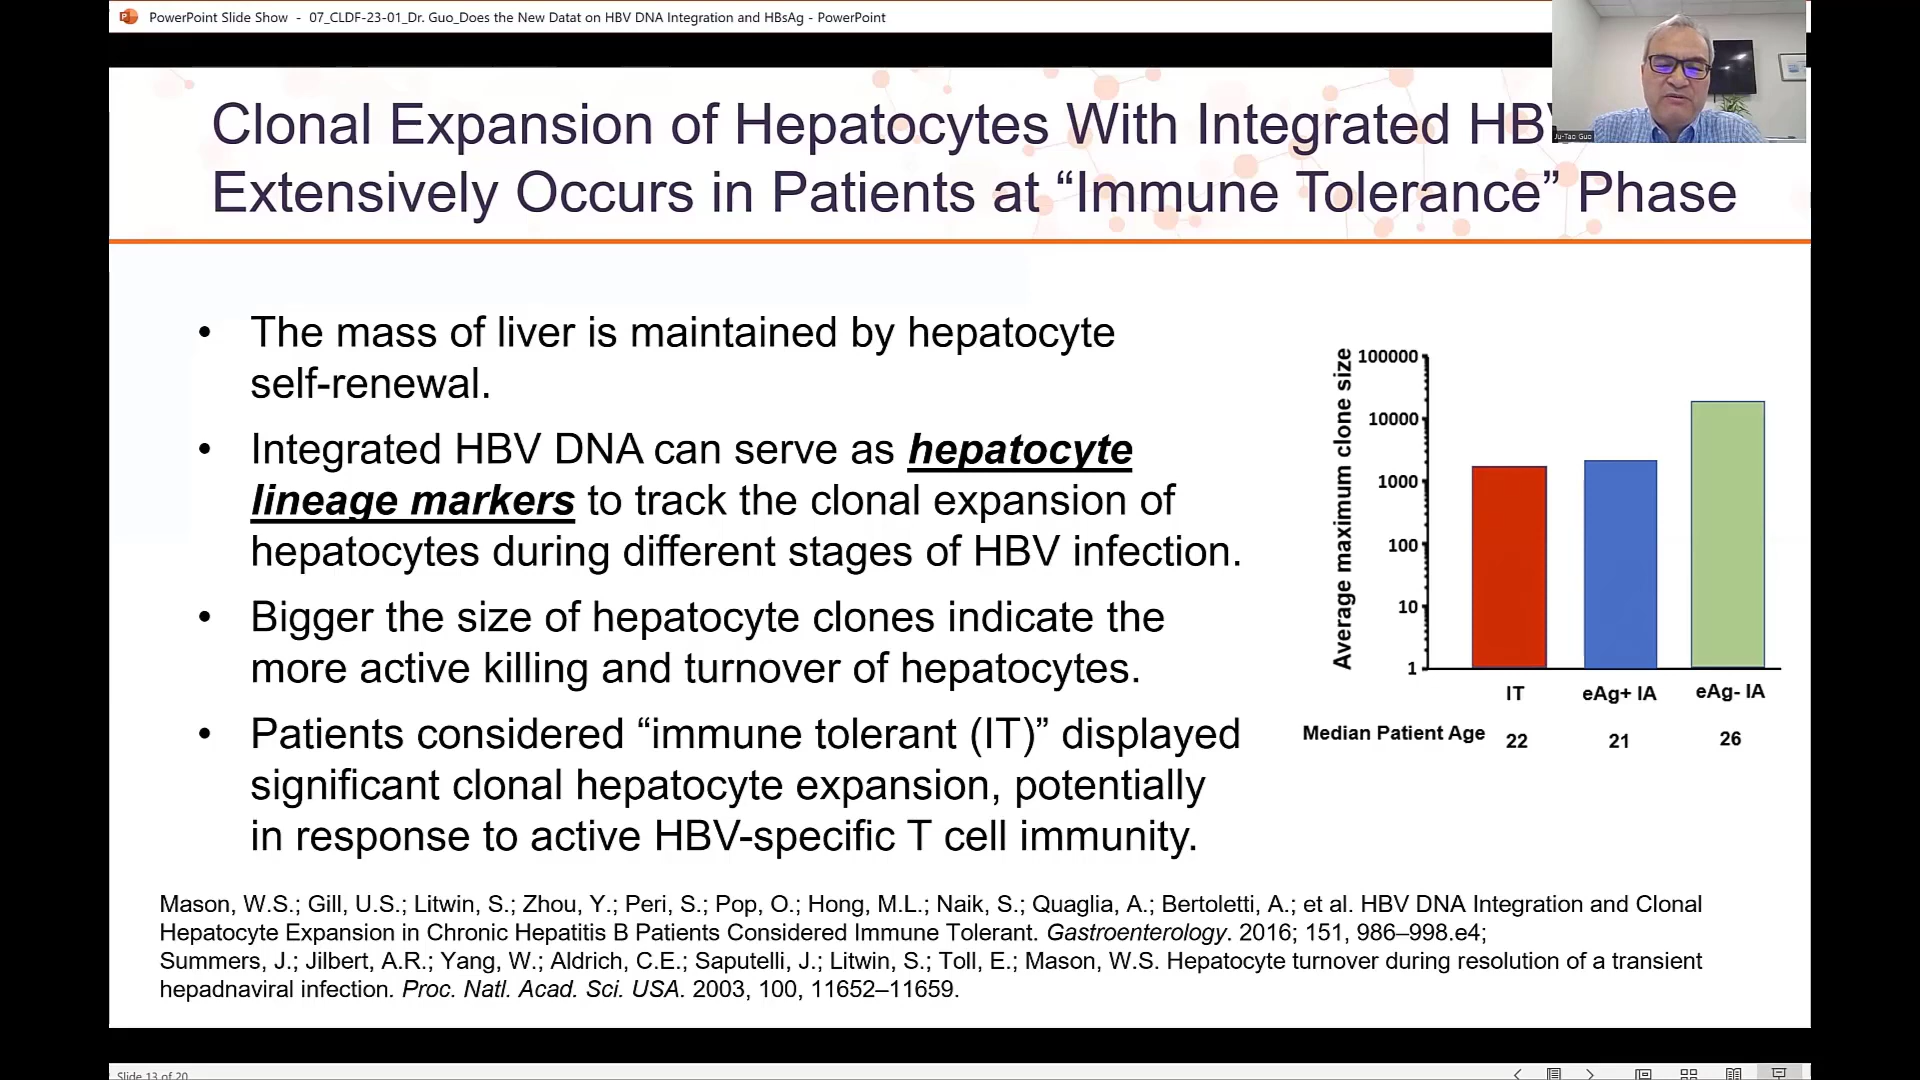 PowerPoint Slide Show - 07_CLDF-23-01_Dr. Guo_Does the New Datat on HBV DNA Integration and HBsAg - PowerPoint
Ju-Tao Guo
Clonal Expansion of Hepatocytes With Integrated HBV
Extensively Occurs in Patients at “Immune Tolerance” Phase
• The mass of liver is maintained by hepatocyte
self-renewal.
• Integrated HBV DNA can serve as hepatocyte
lineage markers to track the clonal expansion of
hepatocytes during different stages of HBV infection.
• Bigger the size of hepatocyte clones indicate the
more active killing and turnover of hepatocytes.
• Patients considered “immune tolerant (IT)” displayed
significant clonal hepatocyte expansion, potentially
in response to active HBV-specific T cell immunity.
Average maximum clone size
100000
10000
1000
100
10
1
IT eAg+ IA eAg- IA
Median Patient Age 22 21 26
Mason, W.S.; Gill, U.S.; Litwin, S.; Zhou, Y.; Peri, S.; Pop, O.; Hong, M.L.; Naik, S.; Quaglia, A.; Bertoletti, A.; et al. HBV DNA Integration and Clonal
Hepatocyte Expansion in Chronic Hepatitis B Patients Considered Immune Tolerant. Gastroenterology. 2016; 151, 986–998.e4;
Summers, J.; Jilbert, A.R.; Yang, W.; Aldrich, C.E.; Saputelli, J.; Litwin, S.; Toll, E.; Mason, W.S. Hepatocyte turnover during resolution of a transient
hepadnaviral infection. Proc. Natl. Acad. Sci. USA. 2003, 100, 11652–11659.
Slide 13 of 20